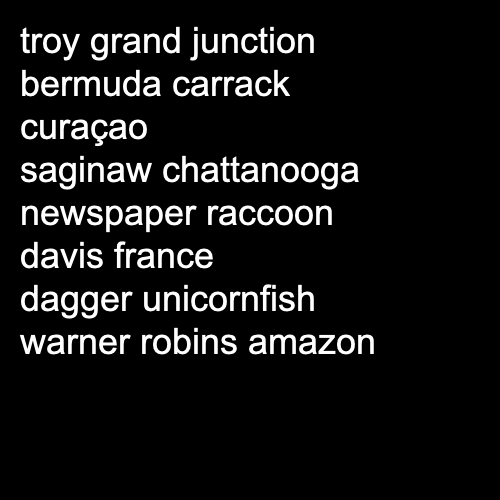 troy grand junction
bermuda carrack
curaçao
saginaw chattanooga
newspaper raccoon
davis france
dagger unicornfish
warner robins amazon